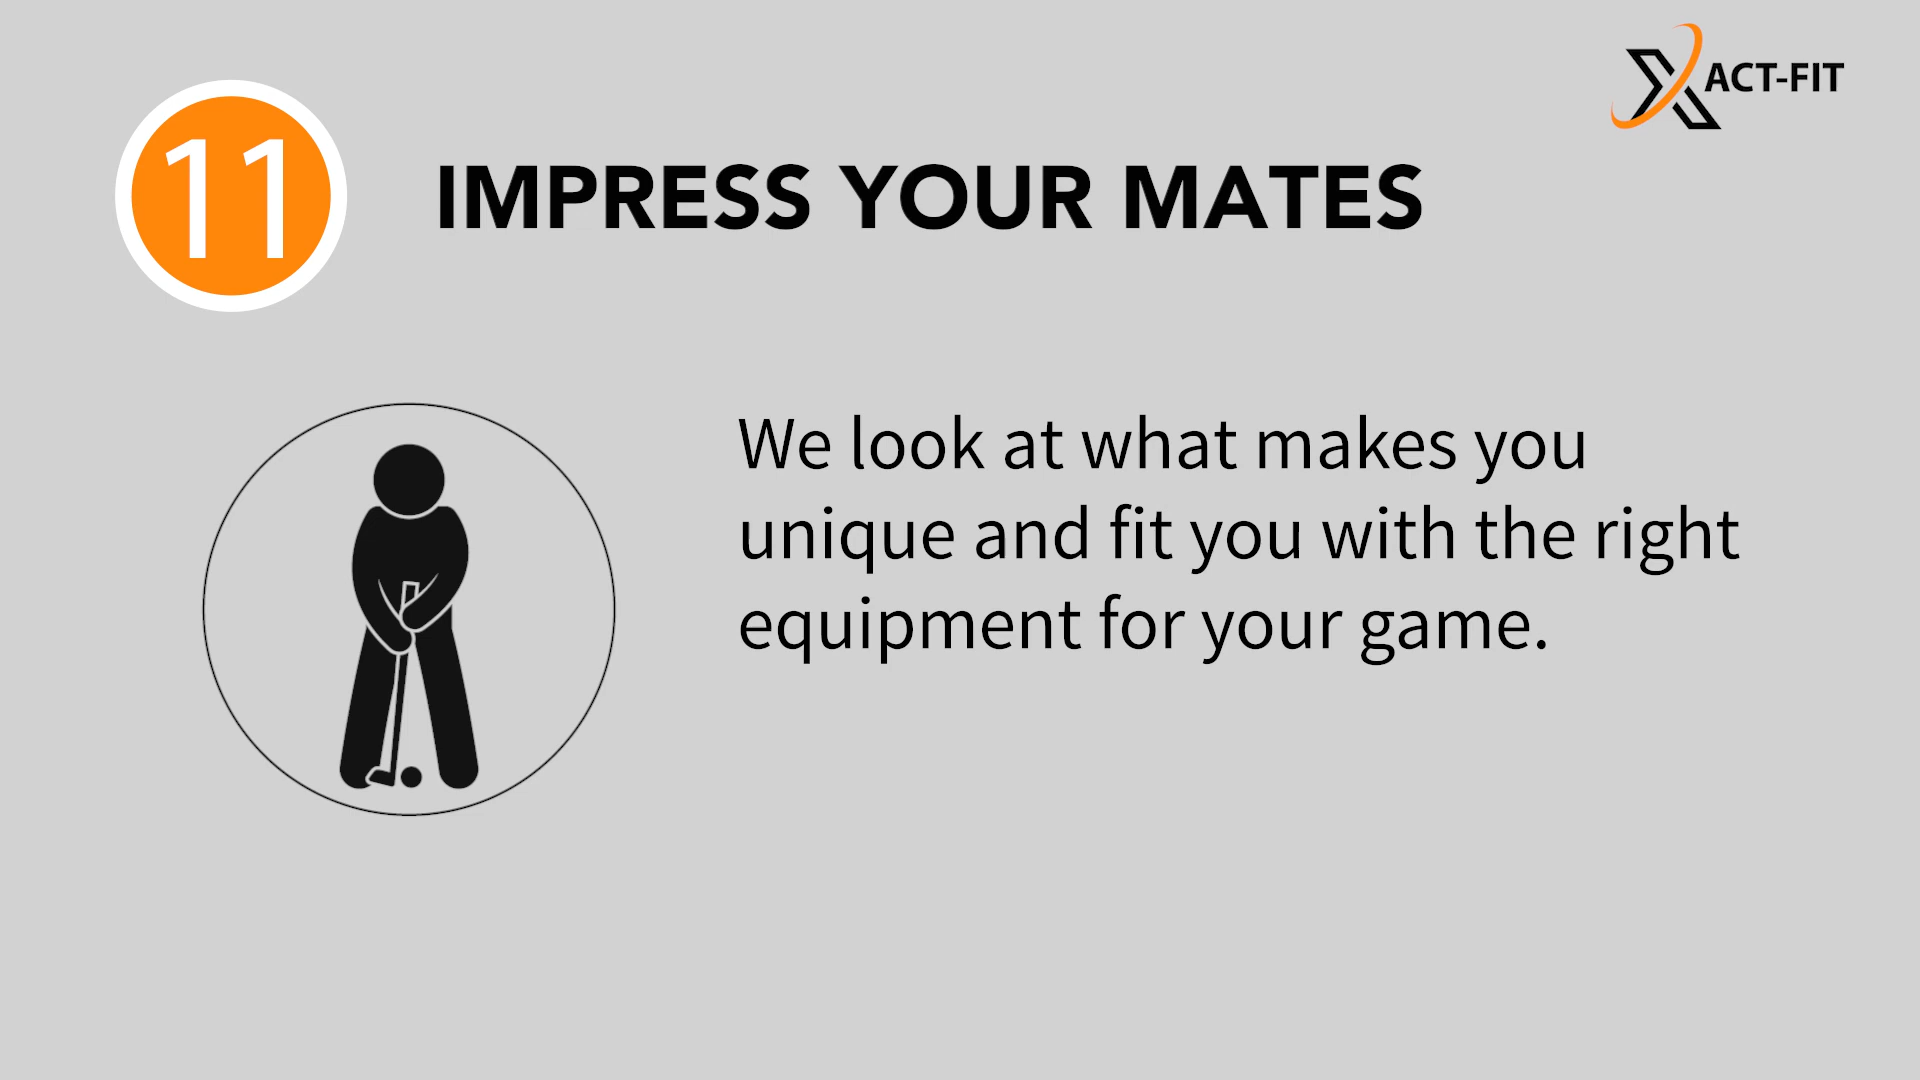 XACT-FIT
11
IMPRESS YOUR MATES
We look at what makes you
unique and fit you with the right
equipment for your game.